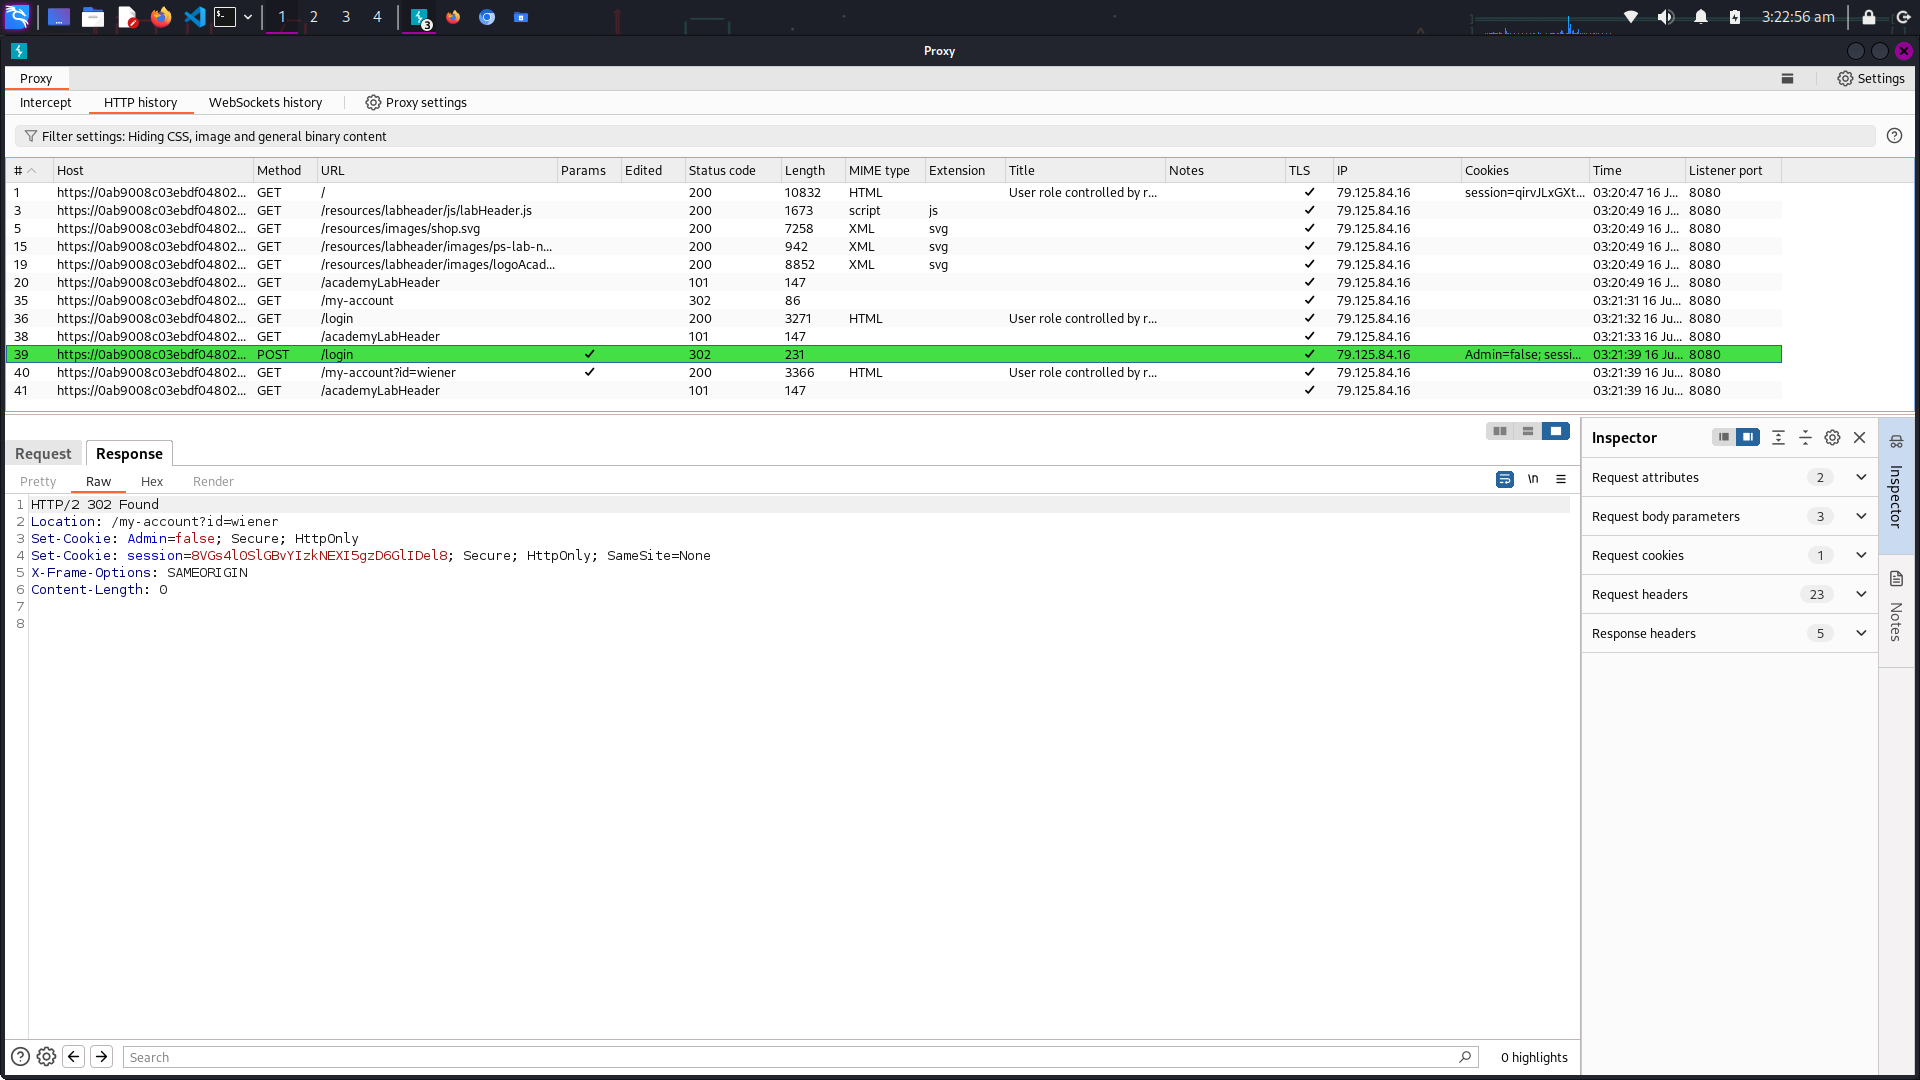 1 2 3 4 3 3:22:56 am
Proxy
Proxy Settings
Intercept HTTP history WebSockets history Proxy settings
Filter settings: Hiding CSS, image and general binary content
# Host Method URL Params Edited Status code Length MIME type Extension Title Notes TLS IP Cookies Time Listener port
1 https://0ab9008c03ebdf04802... GET / 200 10832 HTML User role controlled by r... ✓ 79.125.84.16 session=qirvJLxGXt... 03:20:47 16 J... 8080
3 https://0ab9008c03ebdf04802... GET /resources/labheader/js/labHeader.js 200 1673 script js ✓ 79.125.84.16 03:20:49 16 J... 8080
5 https://0ab9008c03ebdf04802... GET /resources/images/shop.svg 200 7258 XML svg ✓ 79.125.84.16 03:20:49 16 J... 8080
15 https://0ab9008c03ebdf04802... GET /resources/labheader/images/ps-lab-n... 200 942 XML svg ✓ 79.125.84.16 03:20:49 16 J... 8080
19 https://0ab9008c03ebdf04802... GET /resources/labheader/images/logoAcad... 200 8852 XML svg ✓ 79.125.84.16 03:20:49 16 J... 8080
20 https://0ab9008c03ebdf04802... GET /academyLabHeader 101 147 ✓ 79.125.84.16 03:20:49 16 J... 8080
35 https://0ab9008c03ebdf04802... GET /my-account 302 86 ✓ 79.125.84.16 03:21:31 16 Ju... 8080
36 https://0ab9008c03ebdf04802... GET /login 200 3271 HTML User role controlled by r... ✓ 79.125.84.16 03:21:32 16 Ju... 8080
38 https://0ab9008c03ebdf04802... GET /academyLabHeader 101 147 ✓ 79.125.84.16 03:21:33 16 Ju... 8080
39 https://0ab9008c03ebdf04802... POST /login ✓ 302 231 ✓ 79.125.84.16 Admin=false; sessi... 03:21:39 16 Ju... 8080
40 https://0ab9008c03ebdf04802... GET /my-account?id=wiener ✓ 200 3366 HTML User role controlled by r... ✓ 79.125.84.16 03:21:39 16 Ju... 8080
41 https://0ab9008c03ebdf04802... GET /academyLabHeader 101 147 ✓ 79.125.84.16 03:21:39 16 Ju... 8080
Request Response
Pretty Raw Hex Render \n
1 HTTP/2 302 Found
2 Location: /my-account?id=wiener
3 Set-Cookie: Admin=false; Secure; HttpOnly
4 Set-Cookie: session=8VGs4lOSlGBvYIzkNEXI5gzD6GlIDel8; Secure; HttpOnly; SameSite=None
5 X-Frame-Options: SAMEORIGIN
6 Content-Length: 0
7
8
Inspector
Request attributes 2
Request body parameters 3
Request cookies 1
Request headers 23
Response headers 5
Inspector
Notes
Search 0 highlights